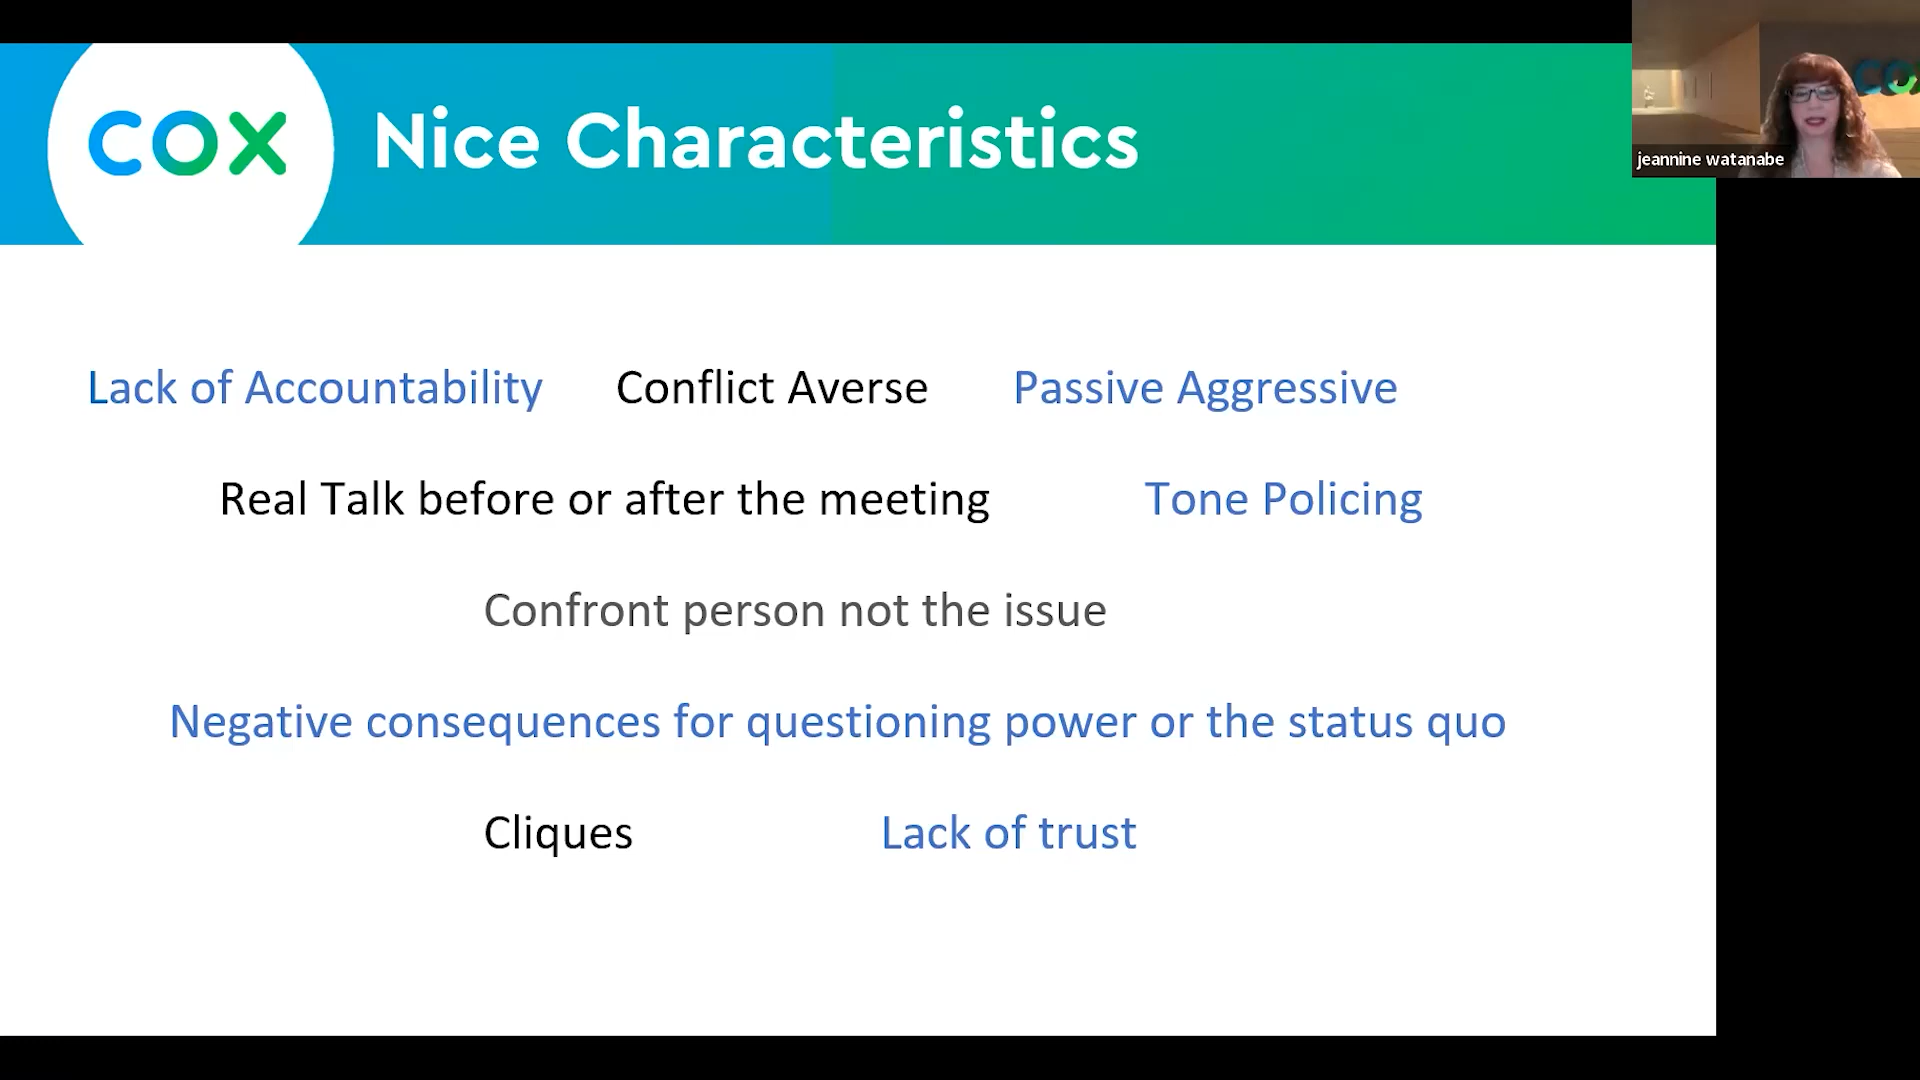 COX
Nice Characteristics
jeannine watanabe
Lack of Accountability Conflict Averse Passive Aggressive
Real Talk before or after the meeting Tone Policing
Confront person not the issue
Negative consequences for questioning power or the status quo
Cliques Lack of trust